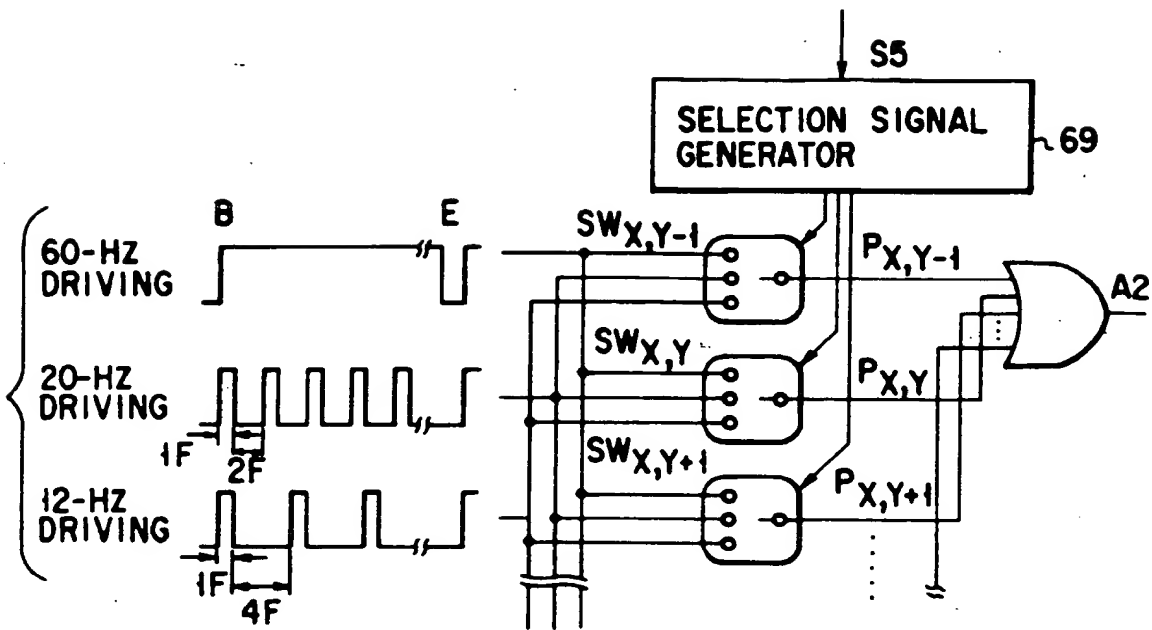 S5
SELECTION SIGNAL
GENERATOR
69
B
E
60-HZ
DRIVING
SWX,Y-1
PX,Y-1
A2
20-HZ
DRIVING
SWX,Y
PX,Y
1F
2F
SWX,Y+1
PX,Y+1
12-HZ
DRIVING
1F
4F